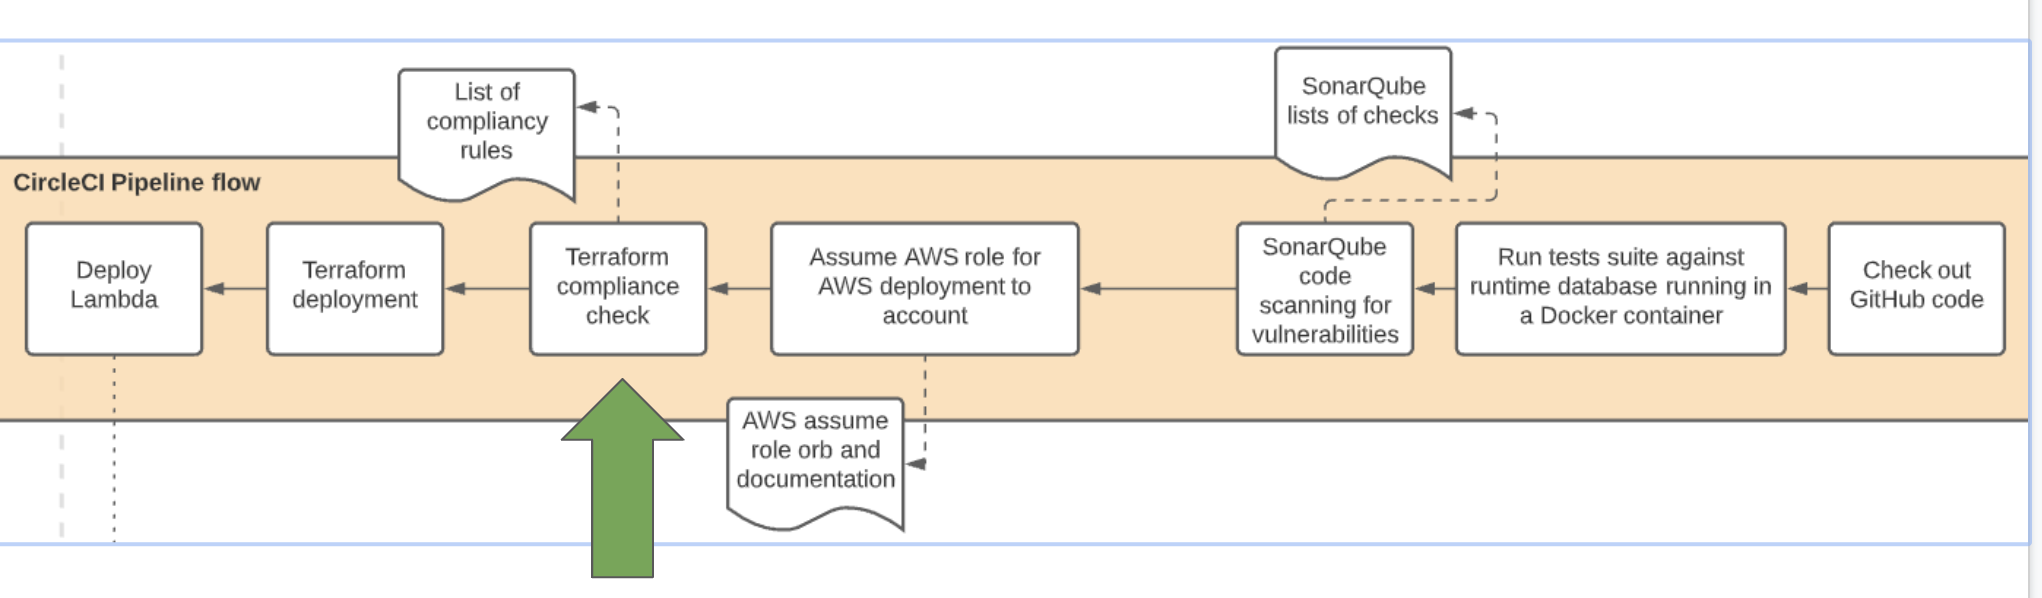 List of
compliancy
rules
SonarQube
lists of checks
CircleCI Pipeline flow
Deploy
Lambda
Terraform
deployment
Terraform
compliance
check
Assume AWS role for
AWS deployment to
account
SonarQube
code
scanning for
vulnerabilities
Run tests suite against
runtime database running in
a Docker container
Check out
GitHub code
AWS assume
role orb and
documentation